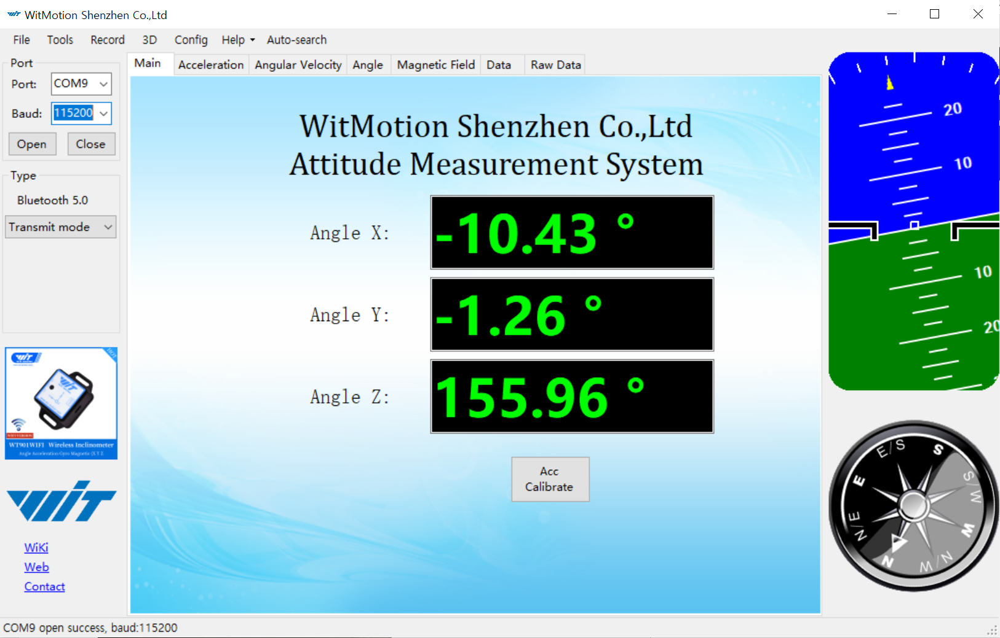 WitMotion Shenzhen Co.,Ltd
File Tools Record 3D Config Help Auto-search
Port
Port: COM9
Baud: 115200
Open Close
Type
Bluetooth 5.0
Transmit mode
WiT
HOT
WT901WIFI Wireless Inclinometer
Angle Acceleration Gyro Magnetic (X Y Z
WiT
WiKi
Web
Contact
Main Acceleration Angular Velocity Angle Magnetic Field Data Raw Data
WitMotion Shenzhen Co.,Ltd
Attitude Measurement System
Angle X: -10.43 °
Angle Y: -1.26 °
Angle Z: 155.96 °
Acc
Calibrate
20
10
10
20
E/S S S/W W N/W N N/E E
COM9 open success, baud:115200